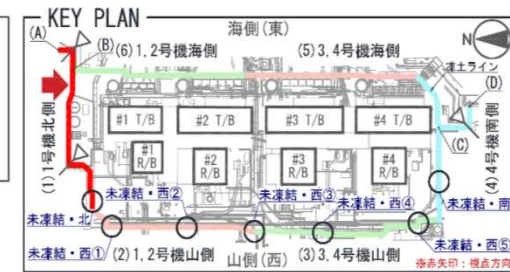 KEY PLAN
海側(東)
N
(A)
(B)
(6)1,2号機海側
(5)3,4号機海側
凍土ライン
(D)
#1 T/B
#2 T/B
#3 T/B
#4 T/B
(1)1号機北側
#1
R/B
#2
R/B
#3
R/B
#4
R/B
(C)
(4)4号機南側
未凍結・北
未凍結・西②
未凍結・西③
未凍結・西④
未凍結・南
未凍結・西①
(2)1,2号機山側
山側(西)
(3)3,4号機山側
未凍結・西⑤
※赤矢印:視点方向